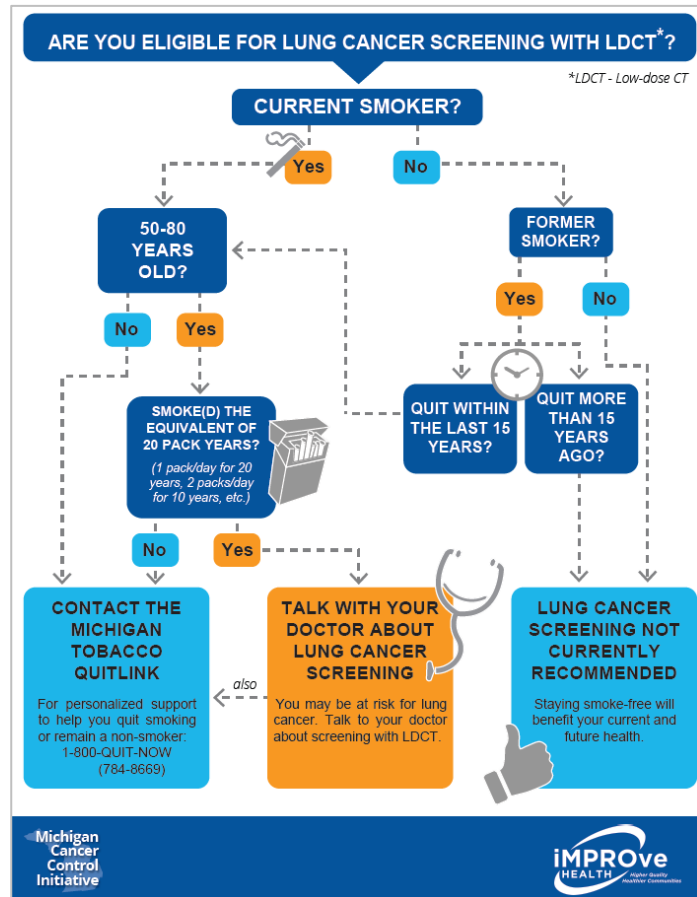 ARE YOU ELIGIBLE FOR LUNG CANCER SCREENING WITH LDCT*?
*LDCT - Low-dose CT
CURRENT SMOKER?
Yes
No
50-80
YEARS
OLD?
FORMER
SMOKER?
No
Yes
Yes
No
SMOKE(D) THE
EQUIVALENT OF
20 PACK YEARS?
(1 pack/day for 20
years, 2 packs/day
for 10 years, etc.)
QUIT WITHIN
THE LAST 15
YEARS?
QUIT MORE
THAN 15
YEARS
AGO?
No
Yes
CONTACT THE
MICHIGAN
TOBACCO
QUITLINK
For personalized support
to help you quit smoking
or remain a non-smoker:
1-800-QUIT-NOW
(784-8669)
also
TALK WITH YOUR
DOCTOR ABOUT
LUNG CANCER
SCREENING
You may be at risk for lung
cancer. Talk to your doctor
about screening with LDCT.
LUNG CANCER
SCREENING NOT
CURRENTLY
RECOMMENDED
Staying smoke-free will
benefit your current and
future health.
Michigan
Cancer
Control
Initiative
iMPROve
HEALTH
Higher Quality
Healthier Communities